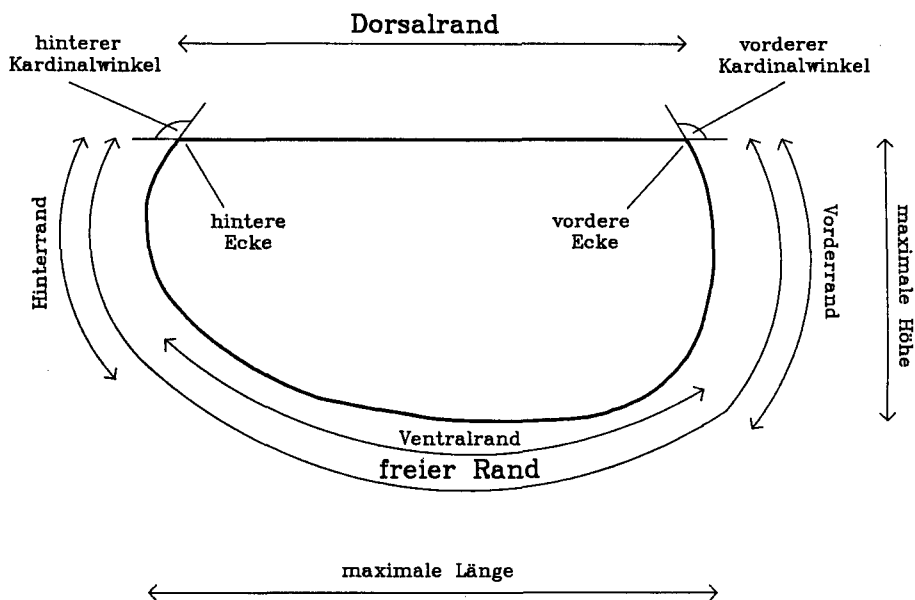 Dorsalrand
hinterer
Kardinalwinkel
vorderer
Kardinalwinkel
hintere
Ecke
vordere
Ecke
Hinterrand
Vorderrand
maximale Höhe
Ventralrand
freier Rand
maximale Länge